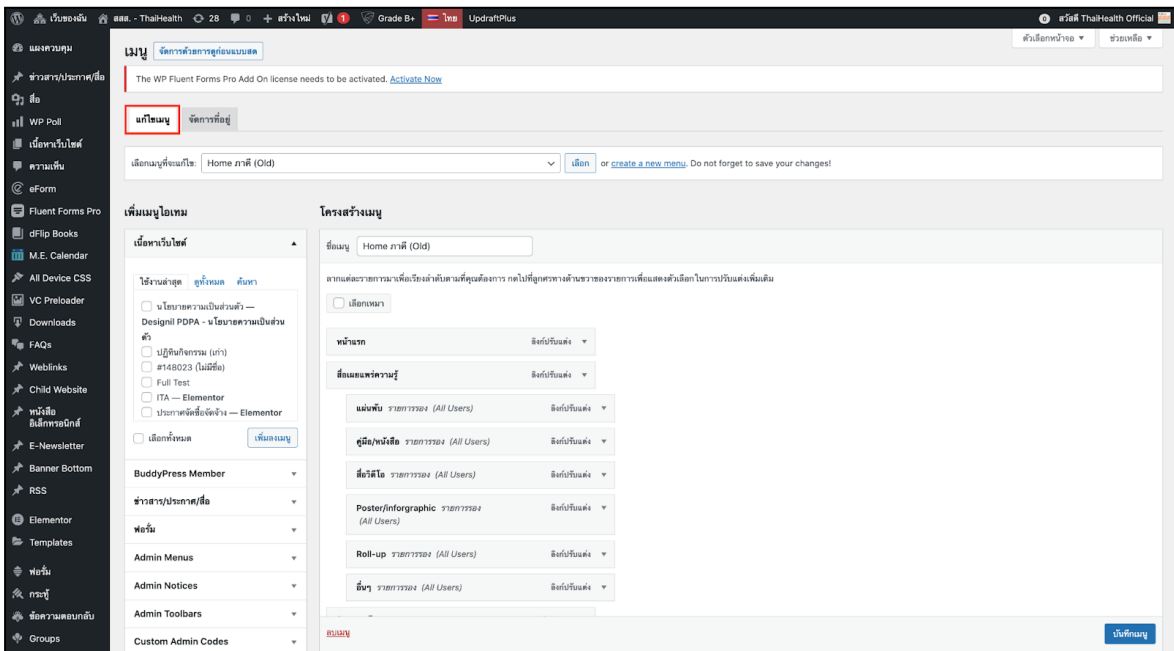 เว็บของฉัน สสส. - ThaiHealth 28 0 สร้างใหม่ 1 Grade B+ ไทย UpdraftPlus 0 สวัสดี ThaiHealth Official
ตัวเลือกหน้าจอ ช่วยเหลือ
แผงควบคุม
ข่าวสาร/ประกาศ/สื่อ
สื่อ
WP Poll
เนื้อหาเว็บไซต์
ความเห็น
eForm
Fluent Forms Pro
dFlip Books
M.E. Calendar
All Device CSS
VC Preloader
Downloads
FAQs
Weblinks
Child Website
หนังสือ
อิเล็กทรอนิกส์
E-Newsletter
Banner Bottom
RSS
Elementor
Templates
ฟอร์ม
กระทู้
ข้อความตอบกลับ
Groups
เมนู จัดการด้วยการดูก่อนแบบสด
The WP Fluent Forms Pro Add On license needs to be activated. Activate Now
แก้ไขเมนู จัดการที่อยู่
เลือกเมนูที่จะแก้ไข: Home ภาคี (Old) เลือก or create a new menu. Do not forget to save your changes!
เพิ่มเมนูไอเทม
เนื้อหาเว็บไซต์
ใช้งานล่าสุด ดูทั้งหมด ค้นหา
นโยบายความเป็นส่วนตัว —
Designil PDPA - นโยบายความเป็นส่วน
ตัว
ปฏิทินกิจกรรม (เก่า)
#148023 (ไม่มีชื่อ)
Full Test
ITA — Elementor
ประกาศจัดซื้อจัดจ้าง — Elementor
เลือกทั้งหมด เพิ่มลงเมนู
BuddyPress Member
ข่าวสาร/ประกาศ/สื่อ
ฟอร์ม
Admin Menus
Admin Notices
Admin Toolbars
Custom Admin Codes
โครงสร้างเมนู
ชื่อเมนู Home ภาคี (Old)
ลากแต่ละรายการมาเพื่อเรียงลำดับตามที่คุณต้องการ กดไปที่ลูกศรทางด้านขวาของรายการเพื่อแสดงตัวเลือกในการปรับแต่งเพิ่มเติม
เลือกเหมา
หน้าแรก ลิงก์ปรับแต่ง
สื่อเผยแพร่ความรู้ ลิงก์ปรับแต่ง
แผ่นพับ รายการรอง (All Users) ลิงก์ปรับแต่ง
คู่มือ/หนังสือ รายการรอง (All Users) ลิงก์ปรับแต่ง
สื่อวิดีโอ รายการรอง (All Users) ลิงก์ปรับแต่ง
Poster/inforgraphic รายการรอง ลิงก์ปรับแต่ง
(All Users)
Roll-up รายการรอง (All Users) ลิงก์ปรับแต่ง
อื่นๆ รายการรอง (All Users) ลิงก์ปรับแต่ง
ลบเมนู บันทึกเมนู